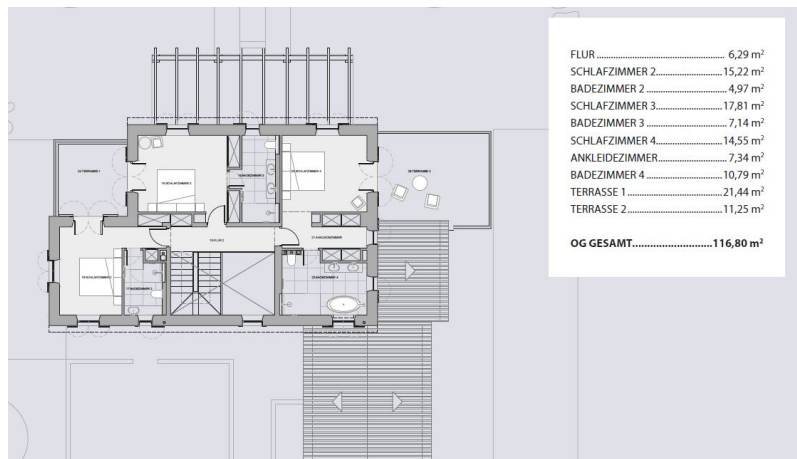 FLUR 6,29 m²
SCHLAFZIMMER 2 15,22 m²
BADEZIMMER 2 4,97 m²
SCHLAFZIMMER 3 17,81 m²
BADEZIMMER 3 7,14 m²
SCHLAFZIMMER 4 14,55 m²
ANKLEIDEZIMMER 7,34 m²
BADEZIMMER 4 10,79 m²
TERRASSE 1 21,44 m²
TERRASSE 2 11,25 m²
OG GESAMT 116,80 m²